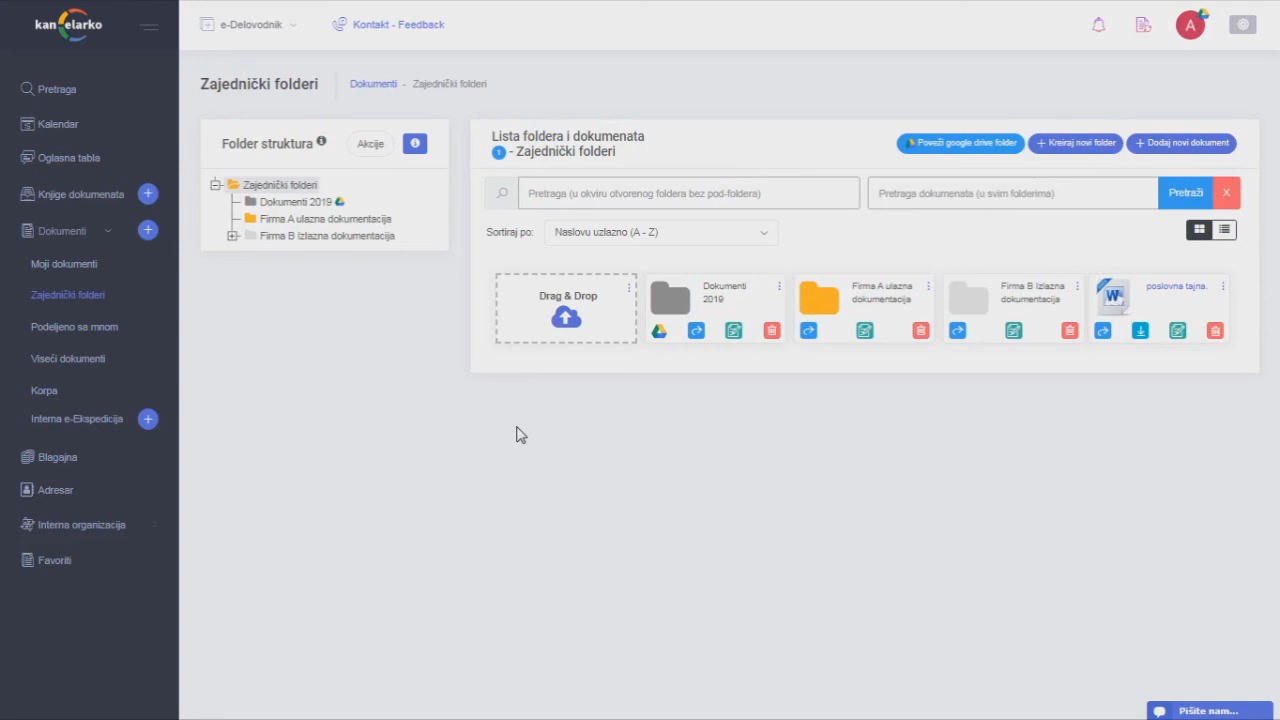 kancelarko
e-Delovodnik
Kontakt - Feedback
A
Pretraga
Kalendar
Oglasna tabla
Knjige dokumenata
Dokumenti
Moji dokumenti
Zajednički folderi
Podeljeno sa mnom
Viseći dokumenti
Korpa
Interna e-Ekspedicija
Blagajna
Adresar
Interna organizacija
Favoriti
Zajednički folderi
Dokumenti - Zajednički folderi
Folder struktura
Akcije
Zajednički folderi
Dokumenti 2019
Firma A ulazna dokumentacija
Firma B Izlazna dokumentacija
Lista foldera i dokumenata
- Zajednički folderi
Poveži google drive folder
+ Kreiraj novi folder
+ Dodaj novi dokument
Pretraga (u okviru otvorenog foldera bez pod-foldera)
Pretraga dokumenata (u svim folderima)
Pretraži
X
Sortiraj po:
Naslovu uzlazno (A - Z)
Drag & Drop
Dokumenti
2019
Firma A ulazna
dokumentacija
Firma B Izlazna
dokumentacija
W
poslovna tajna.
Pišite nam...